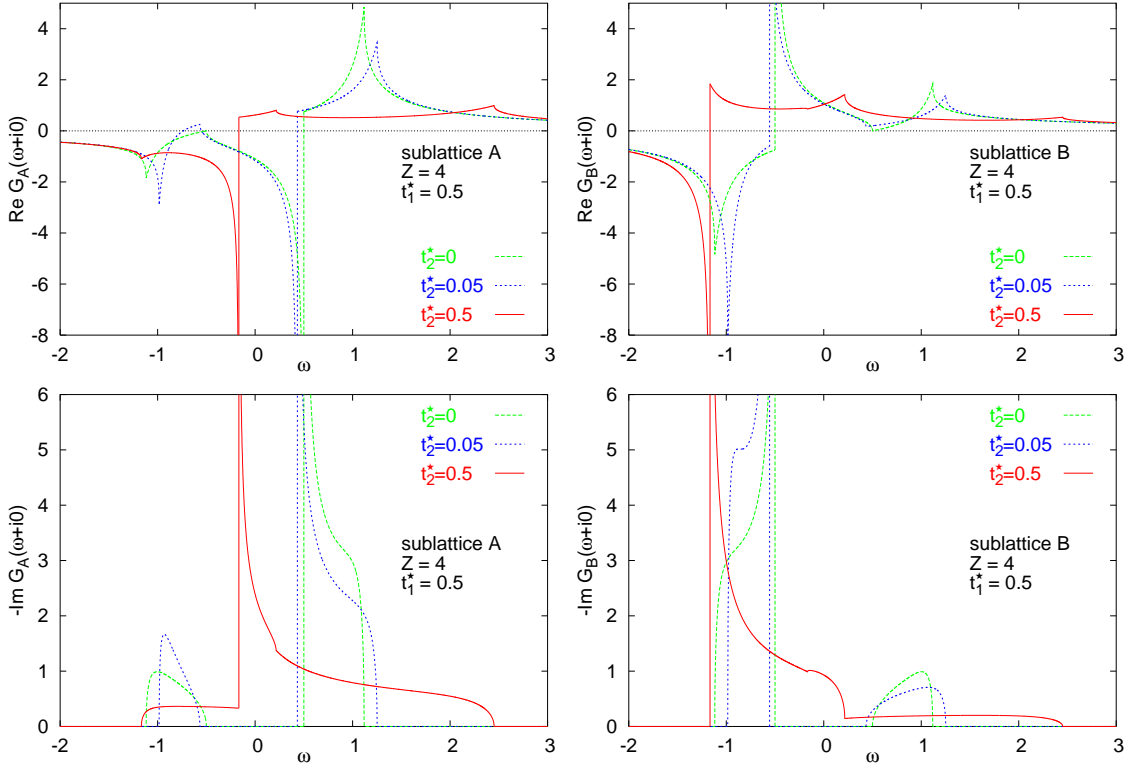 Re G_A(ω+i0)
4
2
0
-2
-4
-6
-8
sublattice A
Z = 4
t*_1 = 0.5
t*_2=0
t*_2=0.05
t*_2=0.5
-2 -1 0 1 2 3
ω
Re G_B(ω+i0)
4
2
0
-2
-4
-6
-8
sublattice B
Z = 4
t*_1 = 0.5
t*_2=0
t*_2=0.05
t*_2=0.5
-2 -1 0 1 2 3
ω
-Im G_A(ω+i0)
6
5
4
3
2
1
0
t*_2=0
t*_2=0.05
t*_2=0.5
sublattice A
Z = 4
t*_1 = 0.5
-2 -1 0 1 2 3
ω
-Im G_B(ω+i0)
6
5
4
3
2
1
0
t*_2=0
t*_2=0.05
t*_2=0.5
sublattice B
Z = 4
t*_1 = 0.5
-2 -1 0 1 2 3
ω